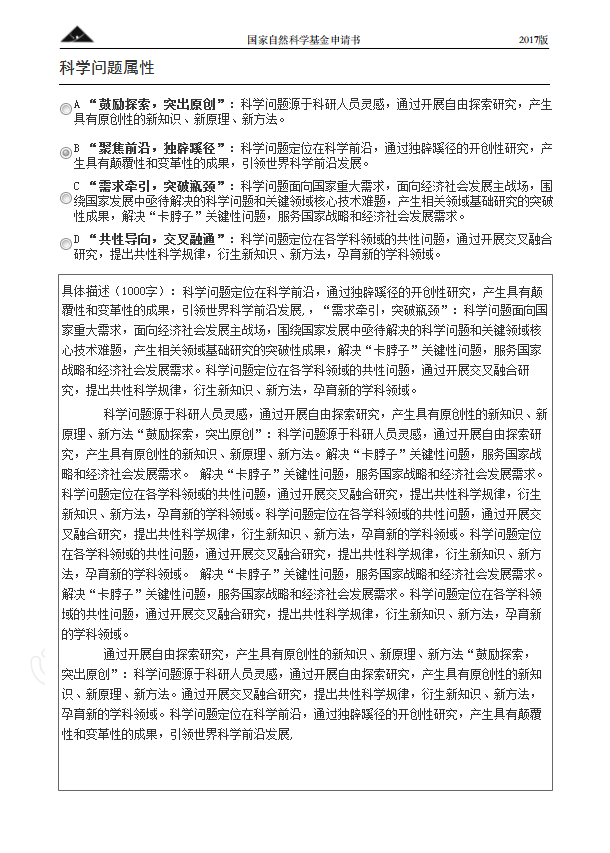 国家自然科学基金申请书
2017版
科学问题属性
A “鼓励探索，突出原创”：科学问题源于科研人员灵感，通过开展自由探索研究，产生
具有原创性的新知识、新原理、新方法。
B “聚焦前沿，独辟蹊径”：科学问题定位在科学前沿，通过独辟蹊径的开创性研究，产
生具有颠覆性和变革性的成果，引领世界科学前沿发展。
C “需求牵引，突破瓶颈”：科学问题面向国家重大需求，面向经济社会发展主战场，围
绕国家发展中亟待解决的科学问题和关键领域核心技术难题，产生相关领域基础研究的突破
性成果，解决“卡脖子”关键性问题，服务国家战略和经济社会发展需求。
D “共性导向，交叉融通”：科学问题定位在各学科领域的共性问题，通过开展交叉融合
研究，提出共性科学规律，衍生新知识、新方法，孕育新的学科领域。
具体描述（1000字）：科学问题定位在科学前沿，通过独辟蹊径的开创性研究，产生具有颠
覆性和变革性的成果，引领世界科学前沿发展,，“需求牵引，突破瓶颈”：科学问题面向国
家重大需求，面向经济社会发展主战场，围绕国家发展中亟待解决的科学问题和关键领域核
心技术难题，产生相关领域基础研究的突破性成果，解决“卡脖子”关键性问题，服务国家
战略和经济社会发展需求。科学问题定位在各学科领域的共性问题，通过开展交叉融合研
究，提出共性科学规律，衍生新知识、新方法，孕育新的学科领域。
科学问题源于科研人员灵感，通过开展自由探索研究，产生具有原创性的新知识、新
原理、新方法“鼓励探索，突出原创”：科学问题源于科研人员灵感，通过开展自由探索研
究，产生具有原创性的新知识、新原理、新方法。解决“卡脖子”关键性问题，服务国家战
略和经济社会发展需求。 解决“卡脖子”关键性问题，服务国家战略和经济社会发展需求。
科学问题定位在各学科领域的共性问题，通过开展交叉融合研究，提出共性科学规律，衍生
新知识、新方法，孕育新的学科领域。科学问题定位在各学科领域的共性问题，通过开展交
叉融合研究，提出共性科学规律，衍生新知识、新方法，孕育新的学科领域。科学问题定位
在各学科领域的共性问题，通过开展交叉融合研究，提出共性科学规律，衍生新知识、新方
法，孕育新的学科领域。 解决“卡脖子”关键性问题，服务国家战略和经济社会发展需求。
解决“卡脖子”关键性问题，服务国家战略和经济社会发展需求。科学问题定位在各学科领
域的共性问题，通过开展交叉融合研究，提出共性科学规律，衍生新知识、新方法，孕育新
的学科领域。
通过开展自由探索研究，产生具有原创性的新知识、新原理、新方法“鼓励探索，
突出原创”：科学问题源于科研人员灵感，通过开展自由探索研究，产生具有原创性的新知
识、新原理、新方法。通过开展交叉融合研究，提出共性科学规律，衍生新知识、新方法，
孕育新的学科领域。科学问题定位在科学前沿，通过独辟蹊径的开创性研究，产生具有颠覆
性和变革性的成果，引领世界科学前沿发展,